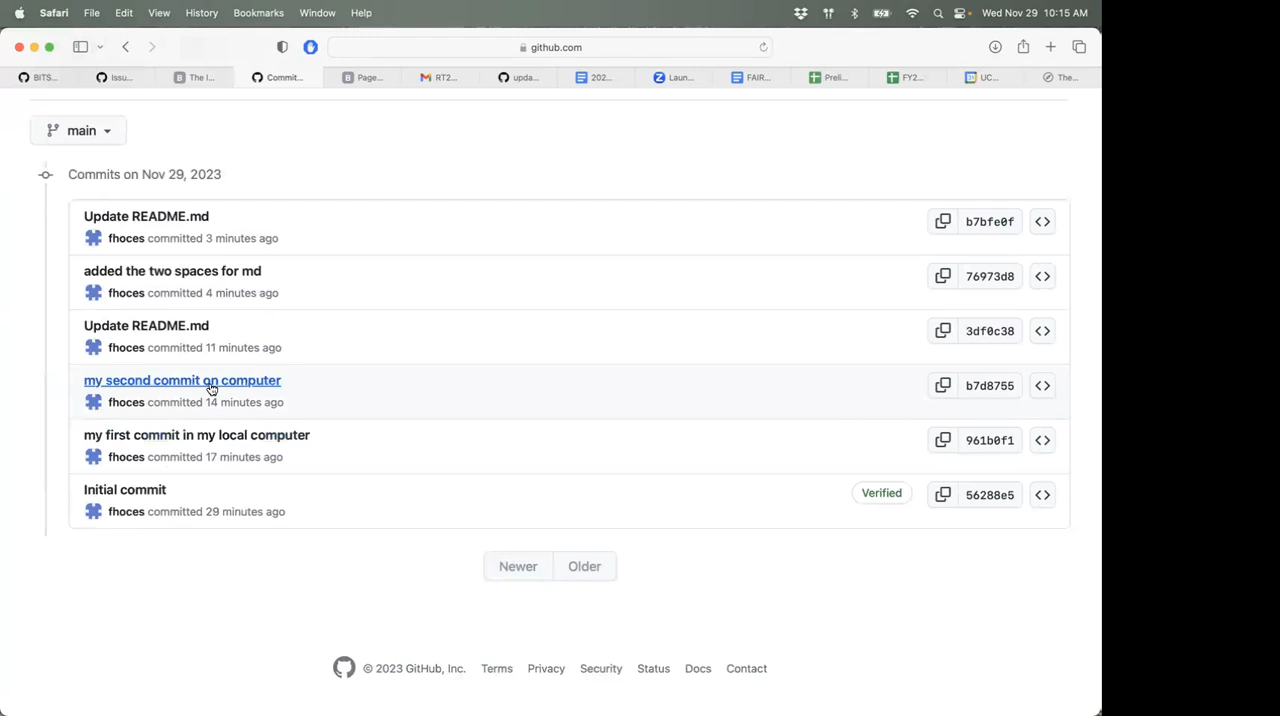 Safari File Edit View History Bookmarks Window Help Wed Nov 29 10:15 AM
github.com
BITS... Issu... The I... Commit... Page... RT2... upda... 202... Laun... FAIR... Preli... FY2... UC... The...
main
Commits on Nov 29, 2023
Update README.md
fhoces committed 3 minutes ago
b7bfe0f
added the two spaces for md
fhoces committed 4 minutes ago
76973d8
Update README.md
fhoces committed 11 minutes ago
3df0c38
my second commit on computer
fhoces committed 14 minutes ago
b7d8755
my first commit in my local computer
fhoces committed 17 minutes ago
961b0f1
Initial commit
fhoces committed 29 minutes ago
Verified
56288e5
Newer Older
© 2023 GitHub, Inc. Terms Privacy Security Status Docs Contact